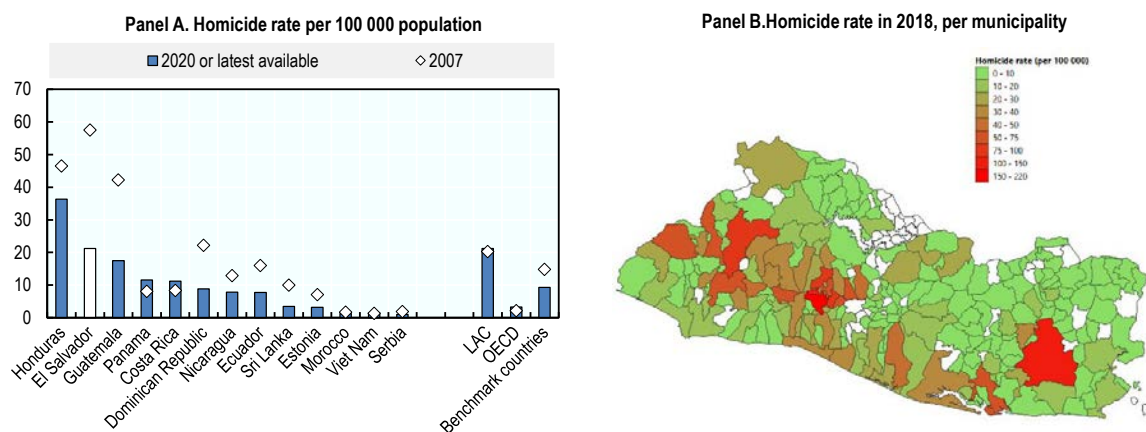 Panel A. Homicide rate per 100 000 population
2020 or latest available
2007
70
60
50
40
30
20
10
0
Honduras
El Salvador
Guatemala
Panama
Costa Rica
Dominican Republic
Nicaragua
Ecuador
Sri Lanka
Estonia
Morocco
Viet Nam
Serbia
LAC
OECD
Benchmark countries
Panel B.Homicide rate in 2018, per municipality
Homicide rate (per 100 000)
0 - 10
10 - 20
20 - 30
30 - 40
40 - 50
50 - 75
75 - 100
100 - 150
150 - 220